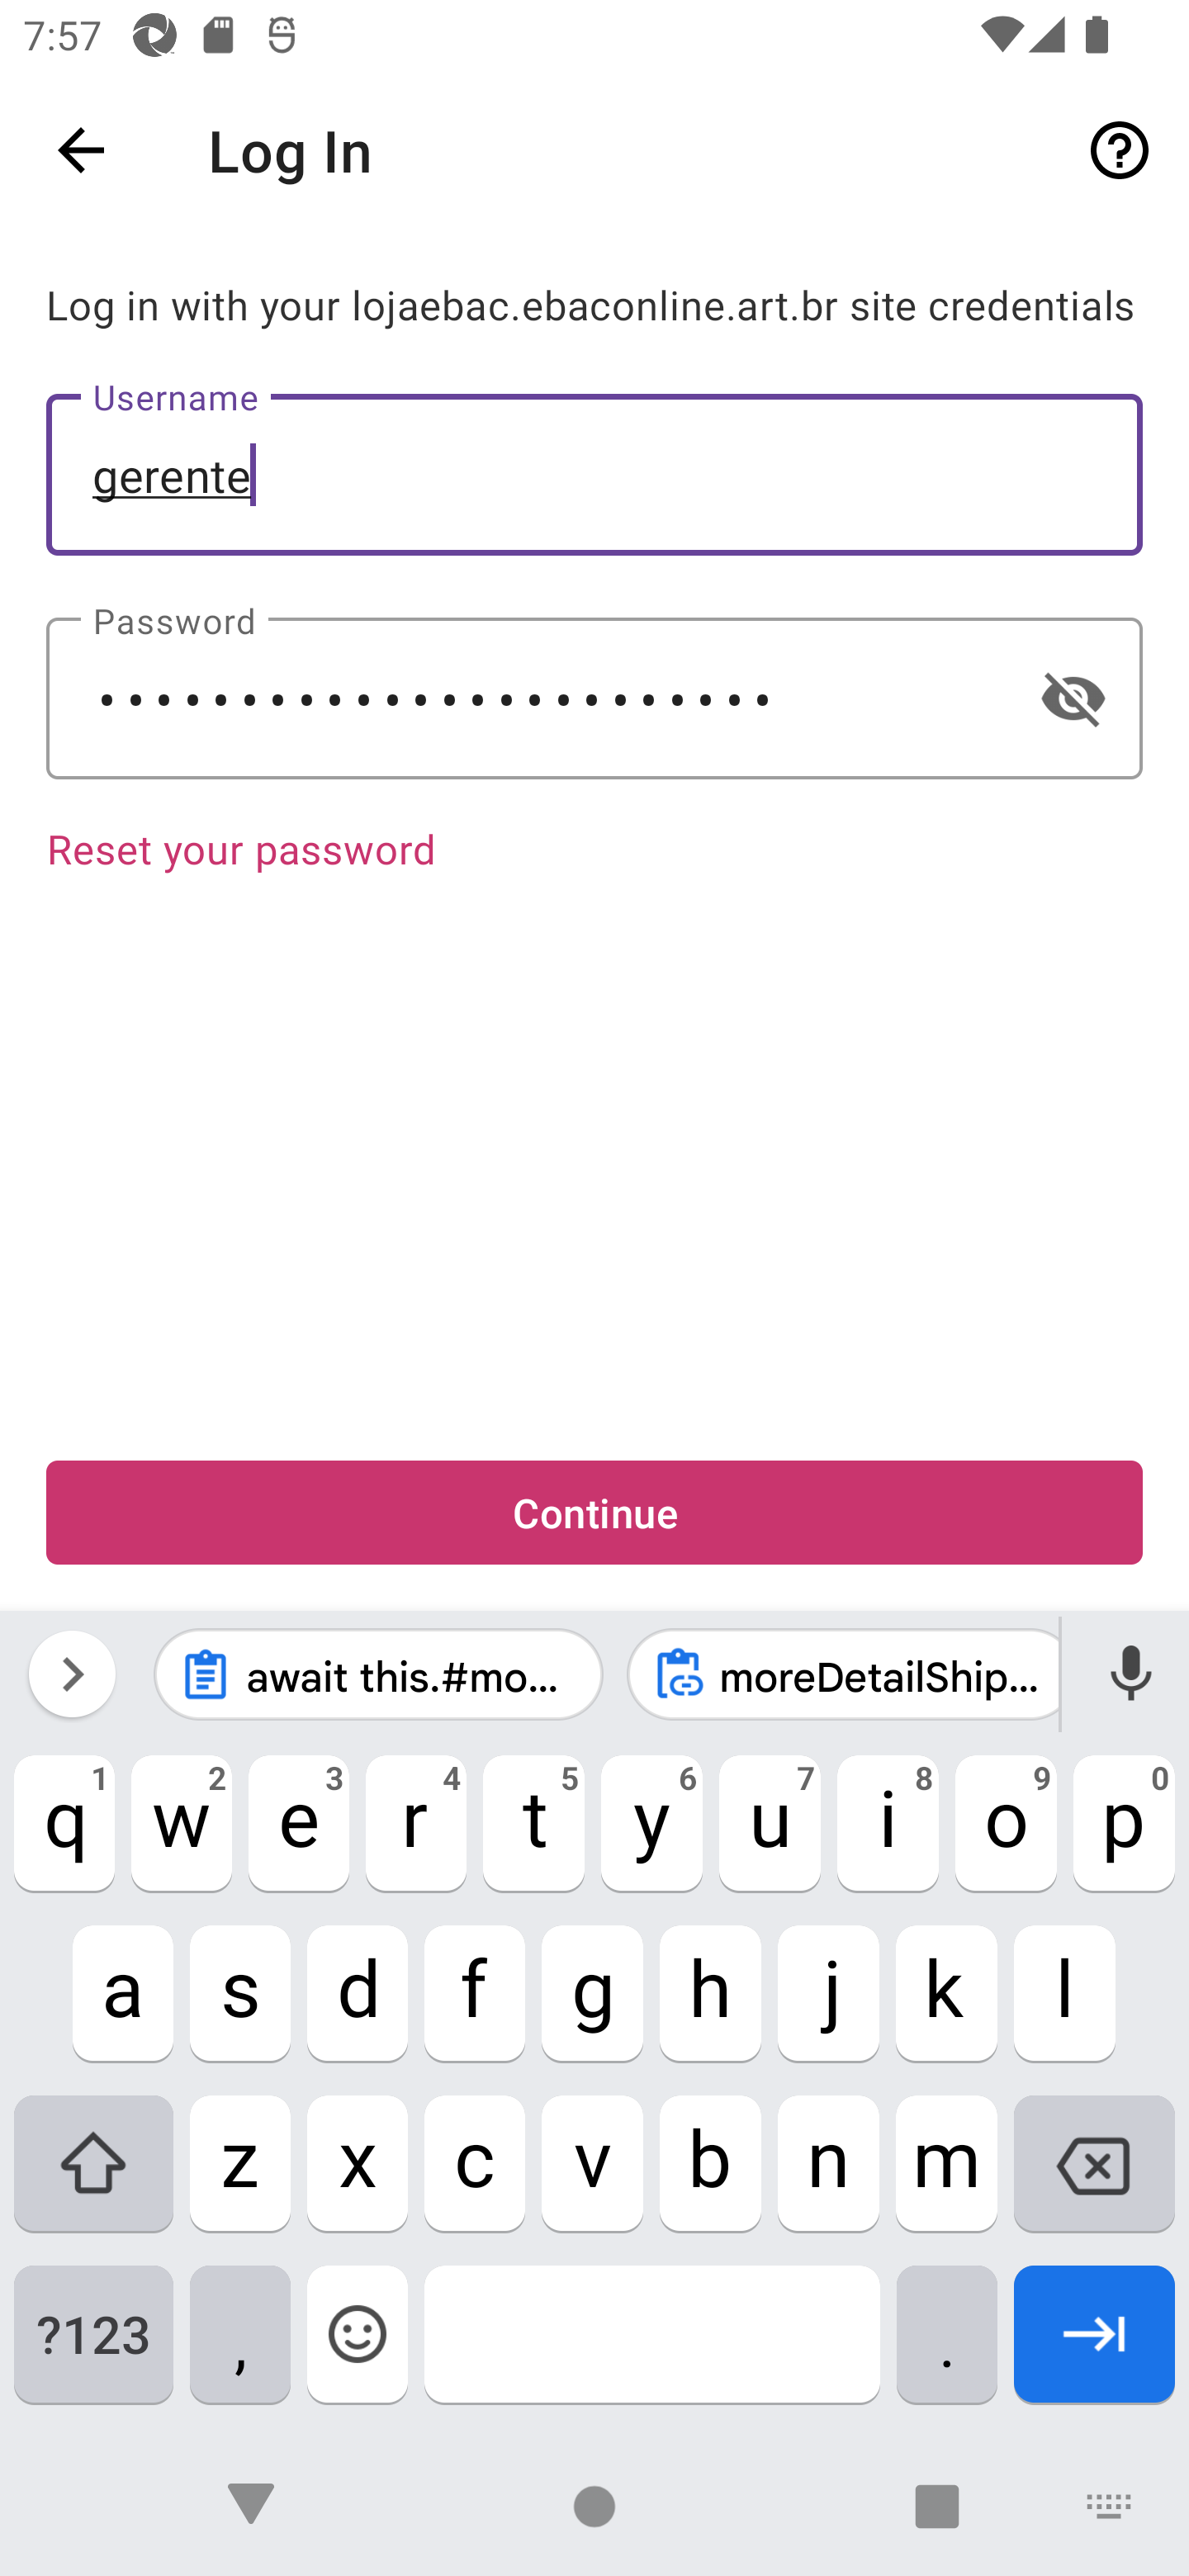 7:57
Log In
Log in with your lojaebac.ebaconline.art.br site credentials
Username
gerente
Password
••••••••••••••••••••••••
Reset your password
Continue
await this.#mo... moreDetailShip...
1 2 3 4 5 6 7 8 9 0
q w e r t y u i o p
a s d f g h j k l
z x c v b n m
?123 , .